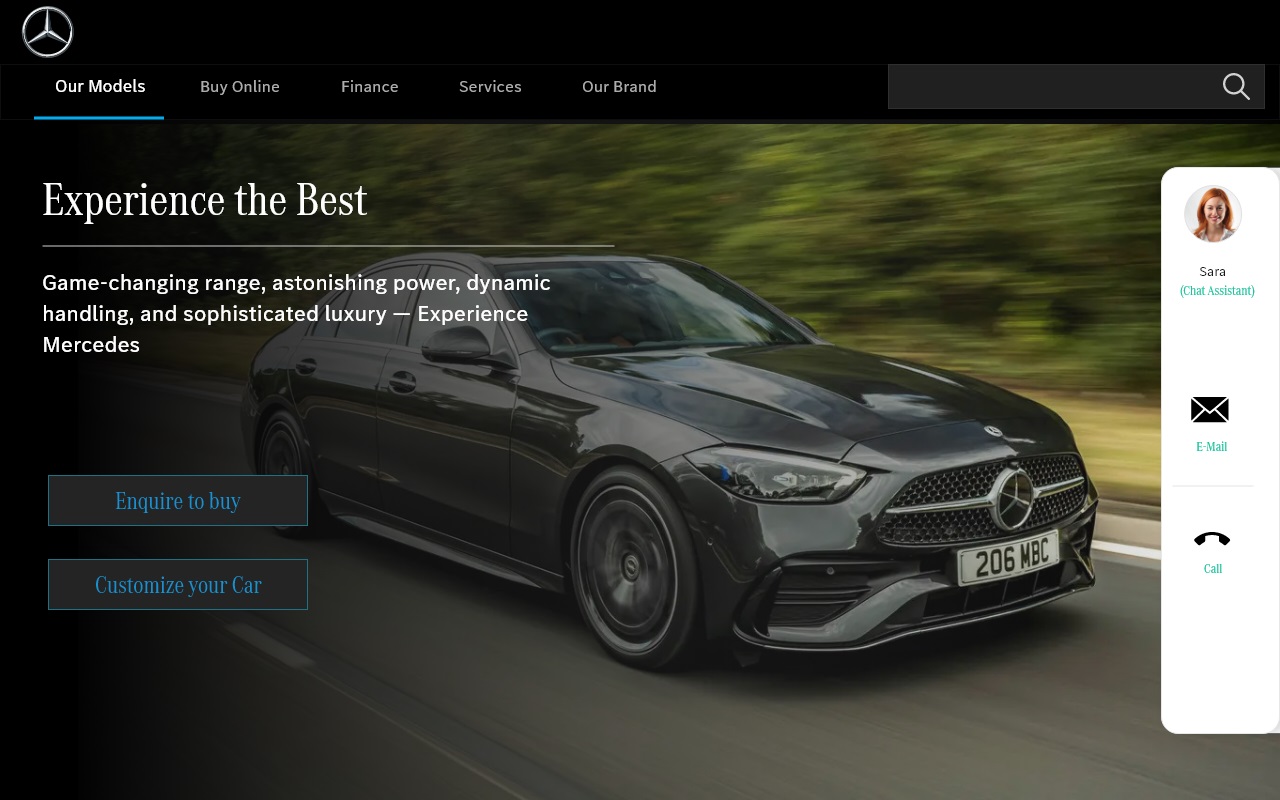 Our Models
Buy Online
Finance
Services
Our Brand
Experience the Best
Game-changing range, astonishing power, dynamic
handling, and sophisticated luxury — Experience
Mercedes
Enquire to buy
Customize your Car
206 MBC
Sara
(Chat Assistant)
E-Mail
Call